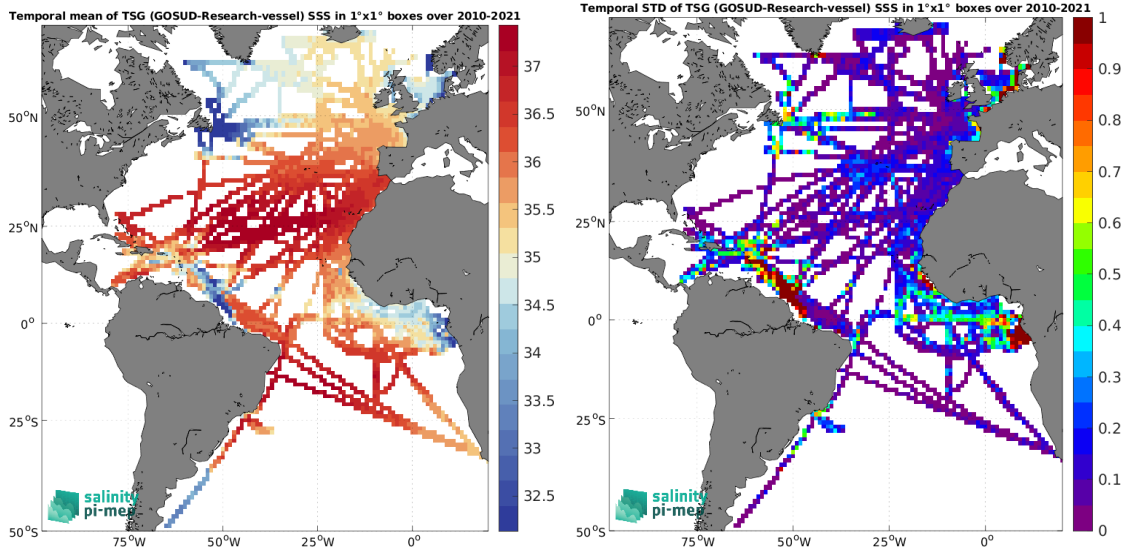 Temporal mean of TSG (GOSUD-Research-vessel) SSS in 1°x1° boxes over 2010-2021
50°N
25°N
0°
25°S
50°S
75°W
50°W
25°W
0°
37
36.5
36
35.5
35
34.5
34
33.5
33
32.5
salinity
pi-mep
Temporal STD of TSG (GOSUD-Research-vessel) SSS in 1°x1° boxes over 2010-2021
50°N
25°N
0°
25°S
50°S
75°W
50°W
25°W
0°
1
0.9
0.8
0.7
0.6
0.5
0.4
0.3
0.2
0.1
0
salinity
pi-mep